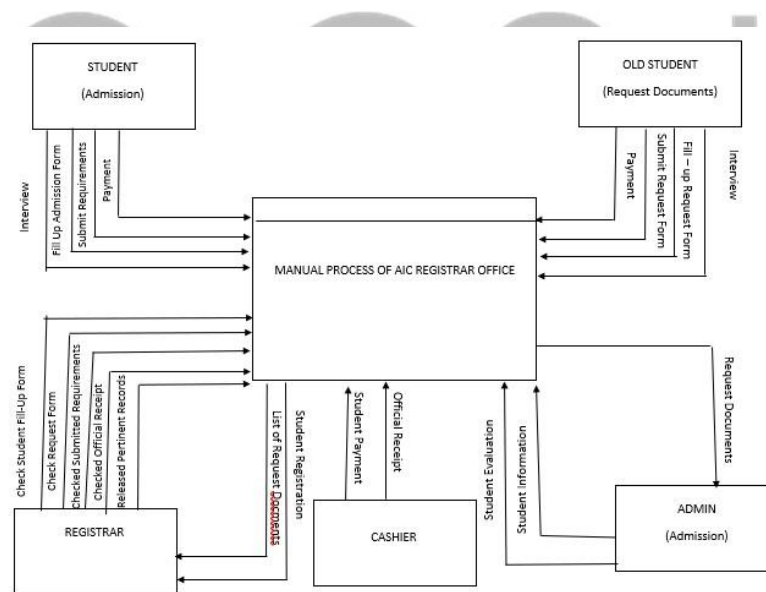 STUDENT
(Admission)
OLD STUDENT
(Request Documents)
Interview
Fill Up Admission Form
Submit Requirements
Payment
Payment
Submit Request Form
Fill – up Request Form
Interview
MANUAL PROCESS OF AIC REGISTRAR OFFICE
Check Student Fill-Up Form
Check Request Form
Checked Submitted Requirements
Checked Official Receipt
Released Pertinent Records
List of Request Docments
Student Registration
Student Payment
Official Receipt
Student Evaluation
Student Information
Request Documents
REGISTRAR
CASHIER
ADMIN
(Admission)